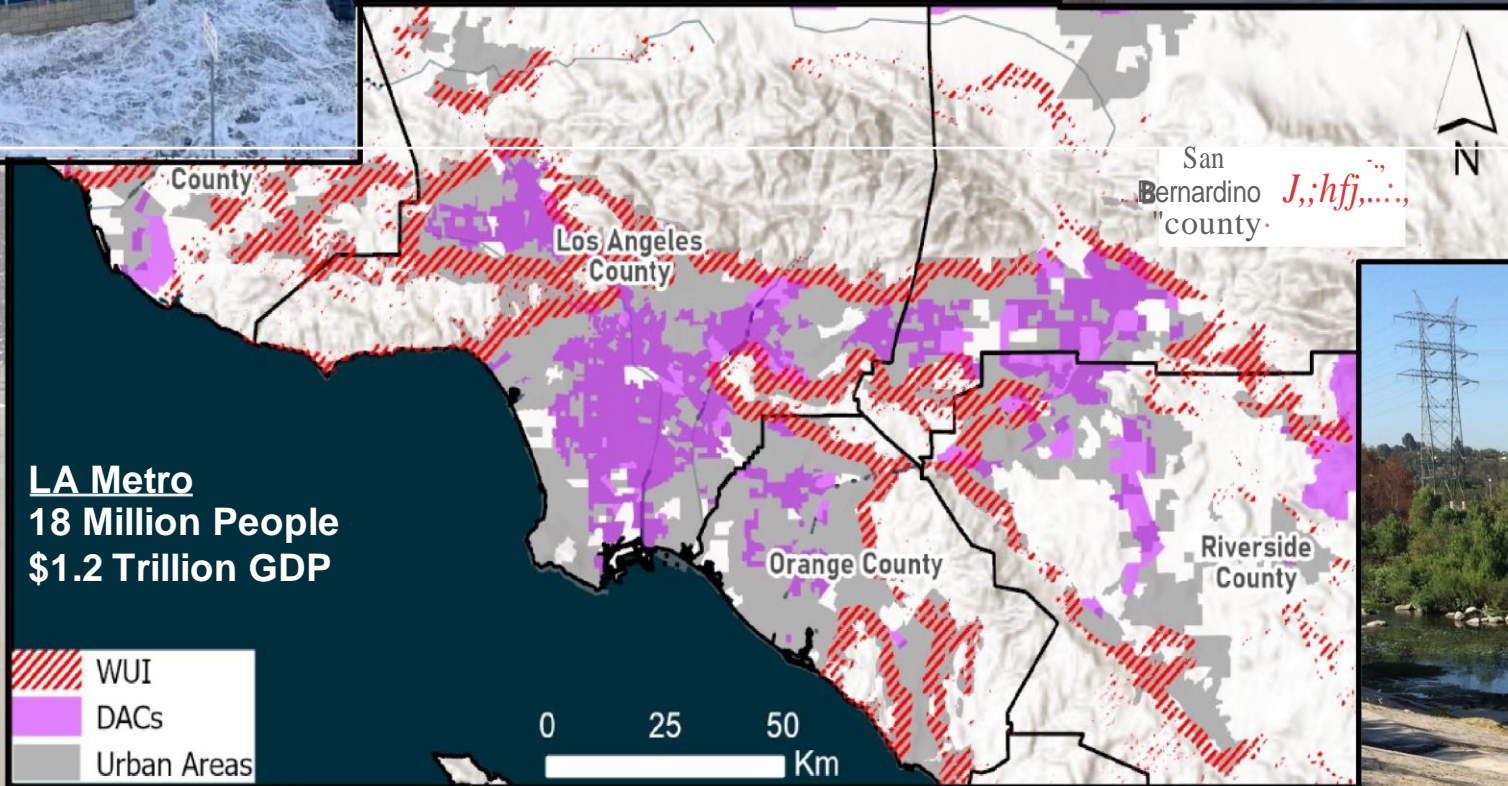 N
County
San
Bernardino
"county
J,;hfj,..:.,
Los Angeles
County
LA Metro
18 Million People
$1.2 Trillion GDP
Orange County
Riverside
County
WUI
DACs
Urban Areas
0 25 50
Km